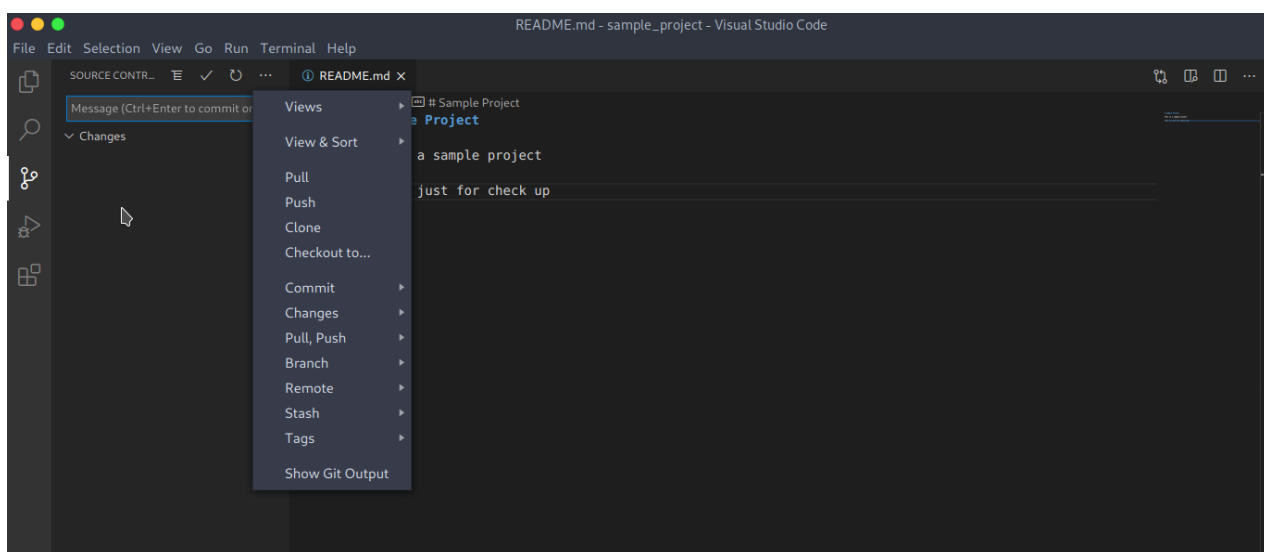 README.md - sample_project - Visual Studio Code
File Edit Selection View Go Run Terminal Help
SOURCE CONTR...
README.md
Message (Ctrl+Enter to commit or
Changes
Views
View & Sort
Pull
Push
Clone
Checkout to...
Commit
Changes
Pull, Push
Branch
Remote
Stash
Tags
Show Git Output
# Sample Project
e Project
a sample project
just for check up